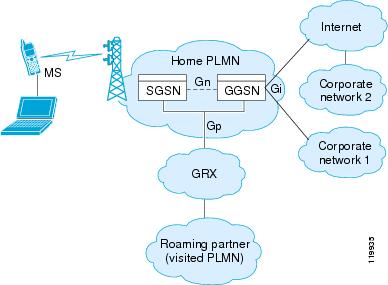 Internet
Home PLMN
MS
SGSN
Gn
GGSN
Gi
Corporate
network 2
Gp
Corporate
network 1
GRX
Roaming partner
(visited PLMN)
119935